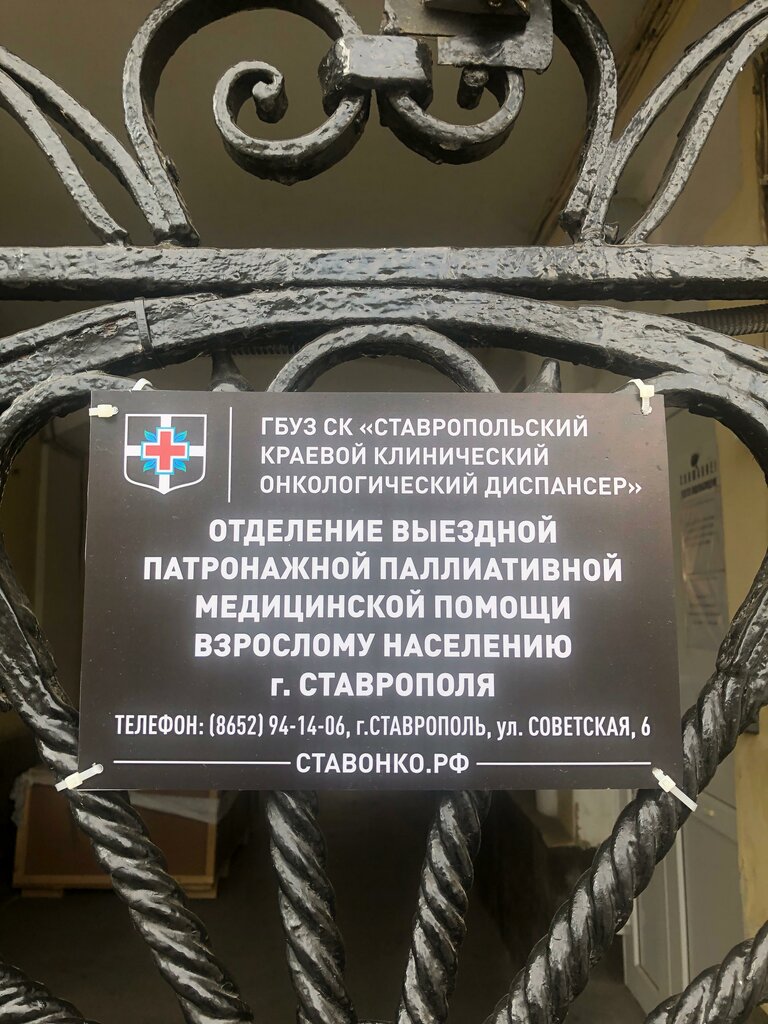 ГБУЗ СК «СТАВРОПОЛЬСКИЙ
КРАЕВОЙ КЛИНИЧЕСКИЙ
ОНКОЛОГИЧЕСКИЙ ДИСПАНСЕР»
ОТДЕЛЕНИЕ ВЫЕЗДНОЙ
ПАТРОНАЖНОЙ ПАЛЛИАТИВНОЙ
МЕДИЦИНСКОЙ ПОМОЩИ
ВЗРОСЛОМУ НАСЕЛЕНИЮ
г. СТАВРОПОЛЯ
ТЕЛЕФОН: (8652) 94-14-06, г.СТАВРОПОЛЬ, ул. СОВЕТСКАЯ, 6
СТАВОНКО.РФ